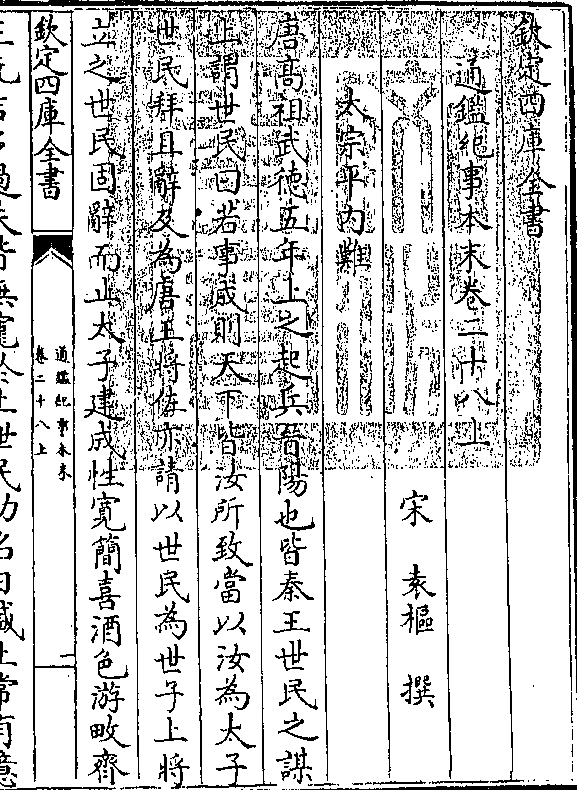 欽定四庫全書
通鑑紀事本末卷二十八上
宋 袁樞 撰
太宗平內難
唐高祖武德五年上之起兵晉陽也皆秦王世民之謀
上謂世民曰若事成則天下皆汝所致當以汝為太子
世民拜且辭及為唐王將佐亦請以世民為世子上將
立之世民固辭而止太子建成性寬簡喜酒色游畋齊
欽定四庫全書
通鑑紀事本末
卷二十八上
一
王元吉多過失皆無寵於上世民功名日盛上常有意